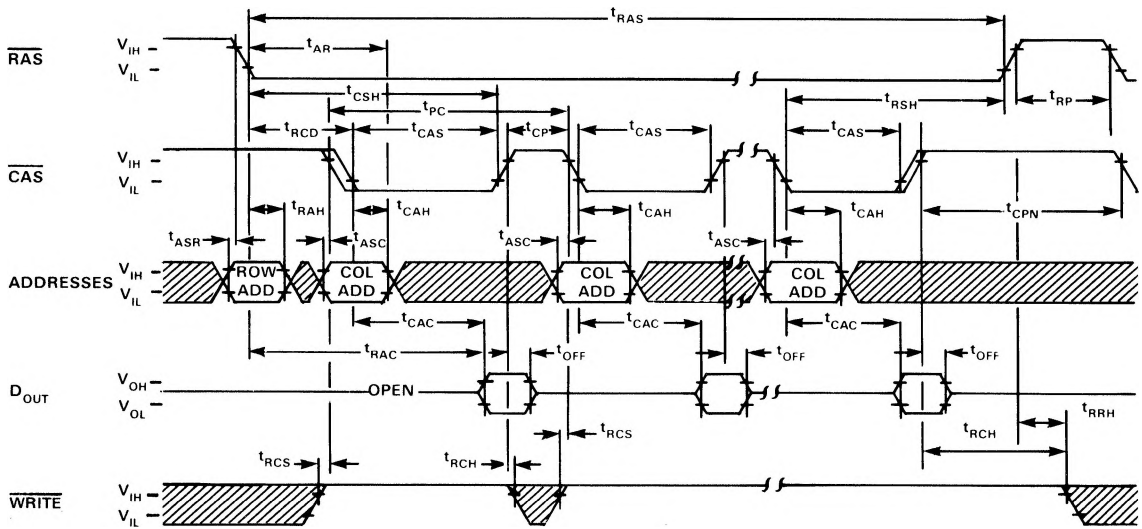 tRAS
RAS VIH VIL
tAR
tCSH tRSH tRP
tPC
tRCD tCAS tCP tCAS tCAS
CAS VIH VIL
tRAH tCAH tCAH tCAH tCPN
tASR tASC tASC tASC
ADDRESSES VIH VIL
ROW ADD
COL ADD
COL ADD
COL ADD
tCAC tCAC tCAC
tRAC tOFF tOFF tOFF
DOUT VOH VOL
OPEN
tRCS tRRH
tRCH
tRCS tRCH
WRITE VIH VIL